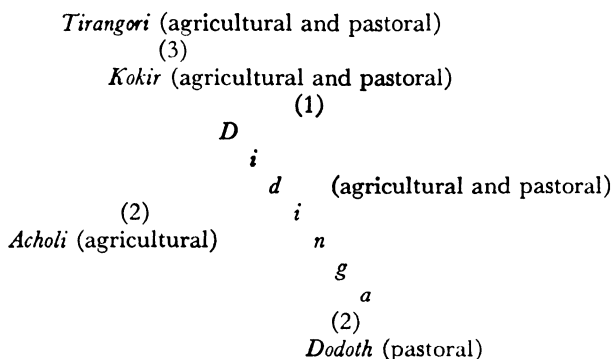 Tirangori (agricultural and pastoral)
(3)
Kokir (agricultural and pastoral)
(1)
D
i
d (agricultural and pastoral)
(2) i
Acholi (agricultural) n
g
a
(2)
Dodoth (pastoral)